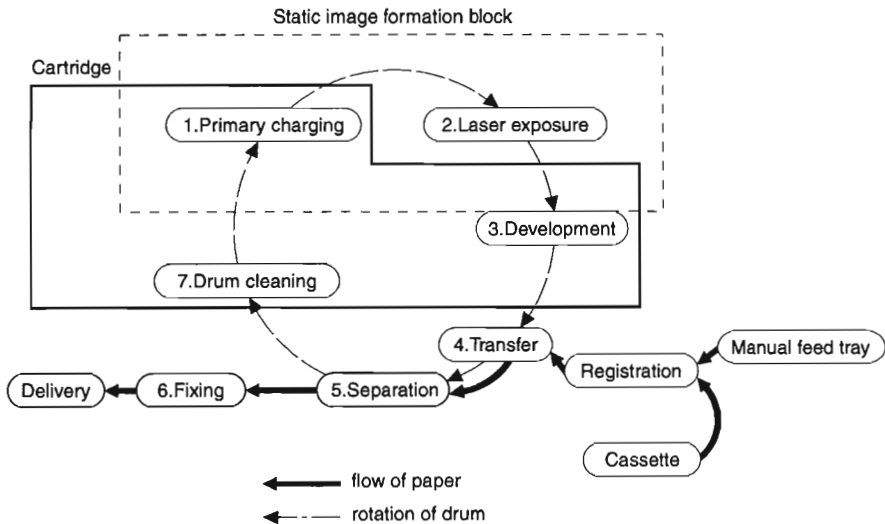 Static image formation block
Cartridge
1.Primary charging
2.Laser exposure
3.Development
7.Drum cleaning
4.Transfer
Manual feed tray
Registration
Delivery
6.Fixing
5.Separation
Cassette
flow of paper
rotation of drum